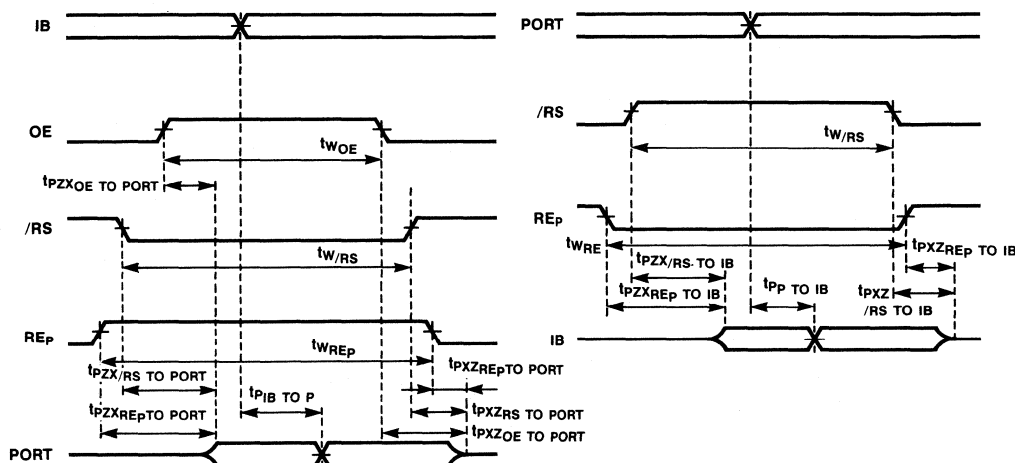 IB
OE
tWOE
tPZXOE TO PORT
/RS
tW/RS
REP
tWREP
tPZX/RS TO PORT
tPXZREPTO PORT
tPZXREPTO PORT
tPIB TO P
tPXZRS TO PORT
tPXZOE TO PORT
PORT
PORT
/RS
tW/RS
REP
tWRE
tPXZREP TO IB
tPZX/RS. TO IB
tPZXREP TO IB
tPP TO IB
tPXZ
/RS TO IB
IB